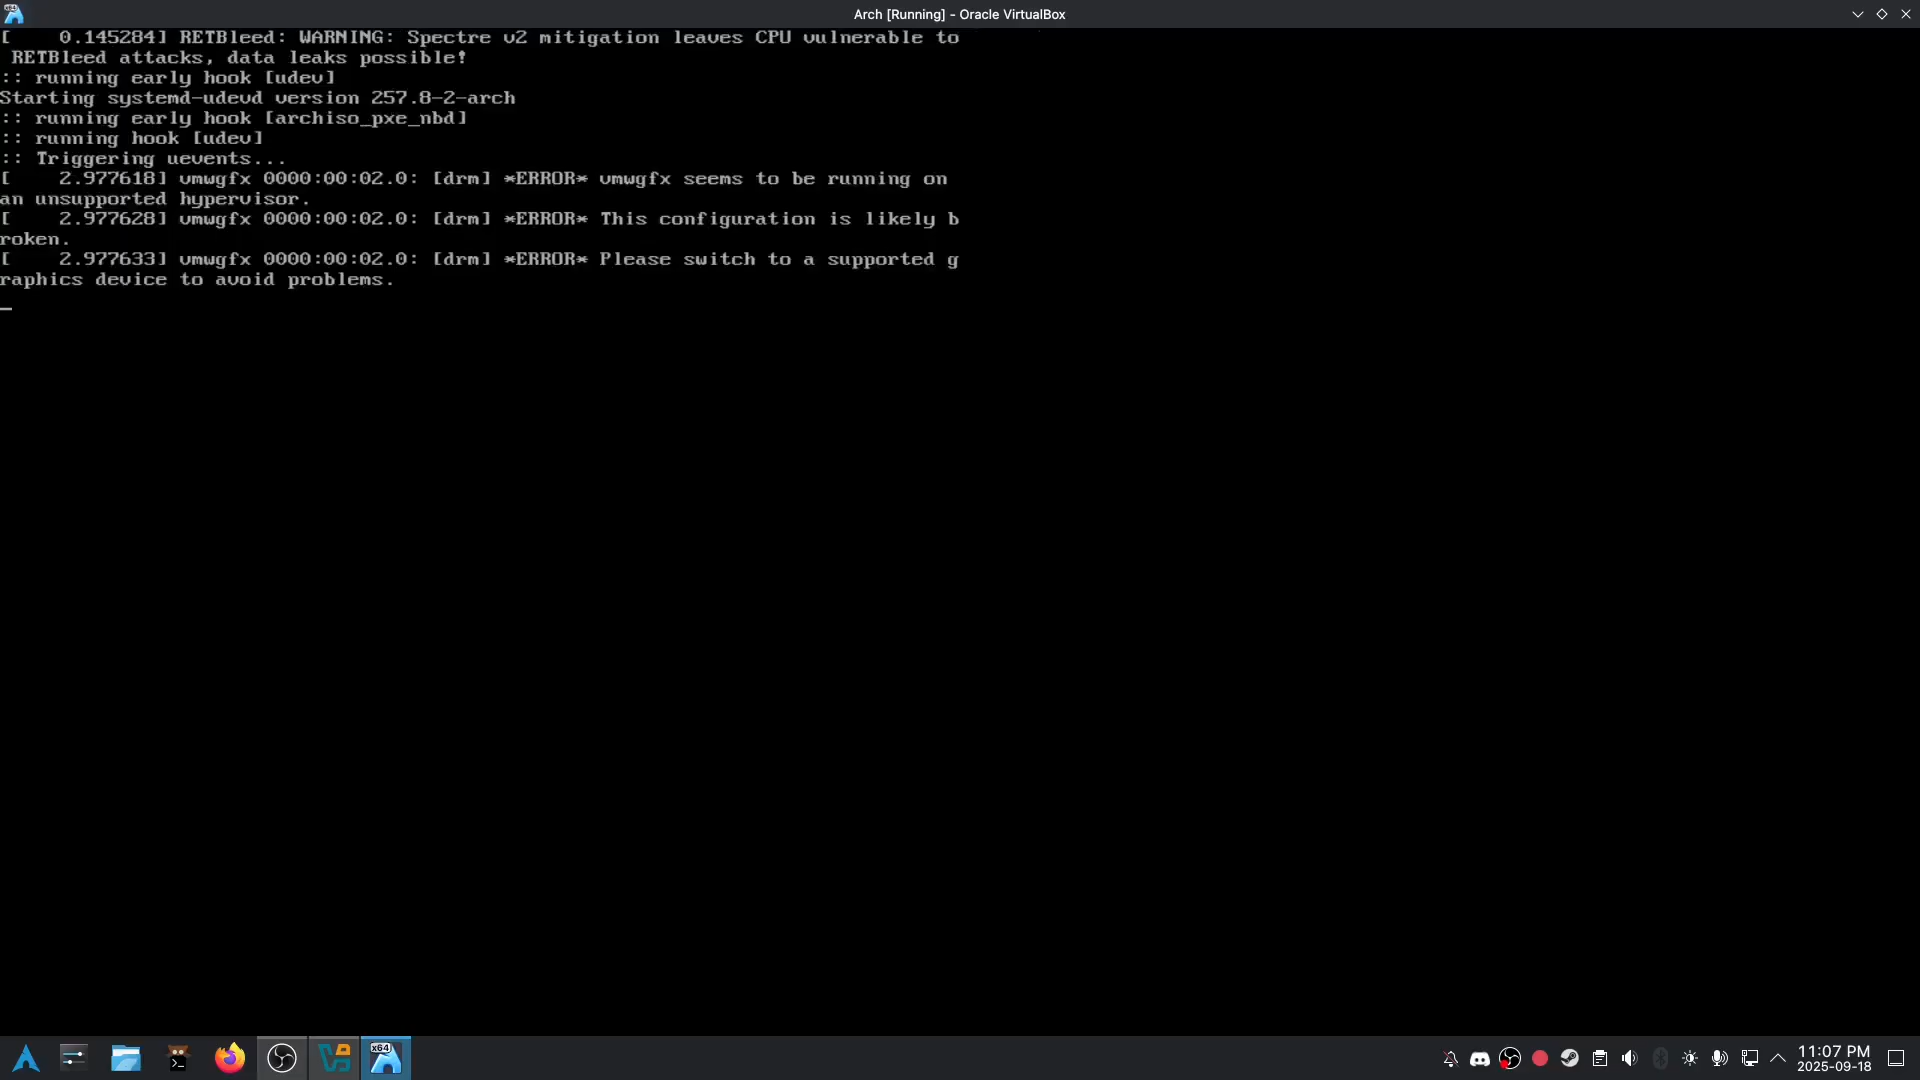 Arch [Running] - Oracle VirtualBox
[    0.145284] RETBleed: WARNING: Spectre v2 mitigation leaves CPU vulnerable to
 RETBleed attacks, data leaks possible!
:: running early hook [udev]
Starting systemd-udevd version 257.8-2-arch
:: running early hook [archiso_pxe_nbd]
:: running hook [udev]
:: Triggering uevents...
[    2.977618] vmwgfx 0000:00:02.0: [drm] *ERROR* vmwgfx seems to be running on
an unsupported hypervisor.
[    2.977628] vmwgfx 0000:00:02.0: [drm] *ERROR* This configuration is likely b
roken.
[    2.977633] vmwgfx 0000:00:02.0: [drm] *ERROR* Please switch to a supported g
raphics device to avoid problems.
x64
11:07 PM
2025-09-18